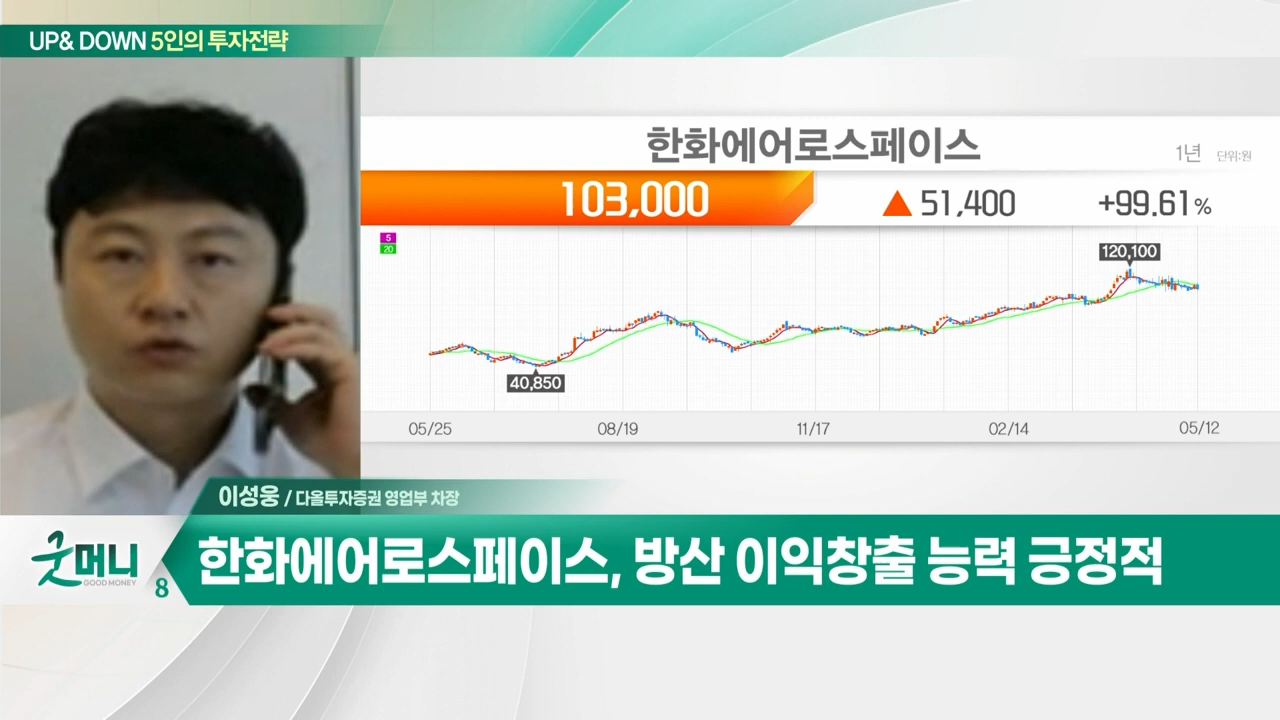 UP& DOWN 5인의 투자전략
한화에어로스페이스
1년 단위:원
103,000 ▲ 51,400 +99.61%
5
20
120,100
40,850
05/25 08/19 11/17 02/14 05/12
이성웅 / 다올투자증권 영업부 차장
굿머니
GOOD MONEY
8
한화에어로스페이스, 방산 이익창출 능력 긍정적